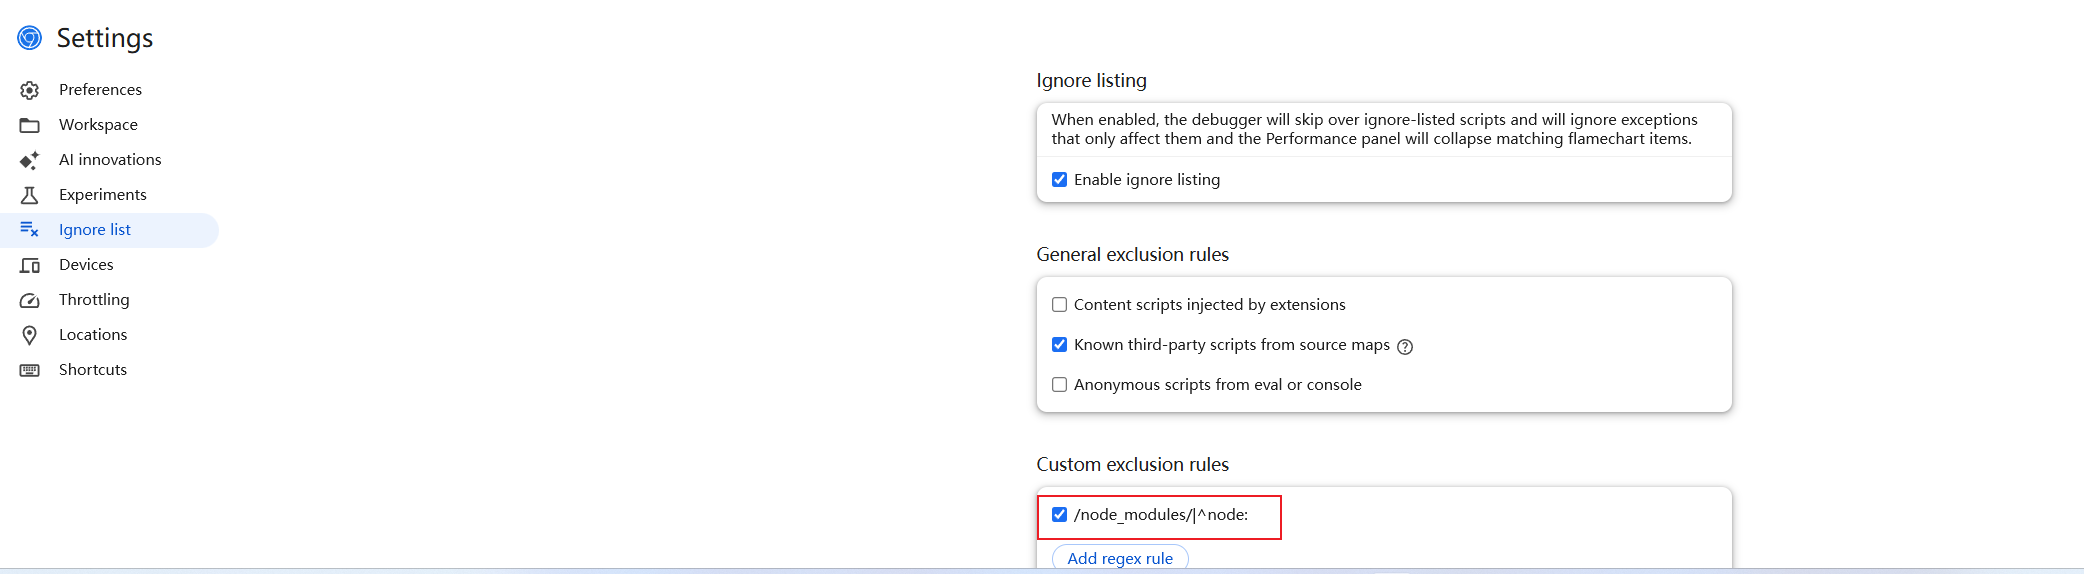 Settings
Preferences
Workspace
AI innovations
Experiments
Ignore list
Devices
Throttling
Locations
Shortcuts
Ignore listing
When enabled, the debugger will skip over ignore-listed scripts and will ignore exceptions
that only affect them and the Performance panel will collapse matching flamechart items.
Enable ignore listing
General exclusion rules
Content scripts injected by extensions
Known third-party scripts from source maps
Anonymous scripts from eval or console
Custom exclusion rules
/node_modules/|^node:
Add regex rule